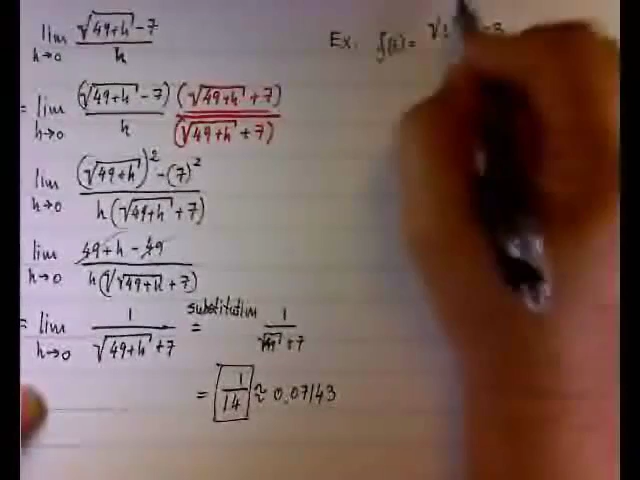 lim h→0 (√(49+h) - 7) / h
= lim h→0 (√(49+h) - 7) (√(49+h) + 7) / h (√(49+h) + 7)
lim h→0 ((√(49+h))² - (7)²) / h(√(49+h) + 7)
lim h→0 (49 + h - 49) / h(√(49+h) + 7)
= lim h→0 1 / (√(49+h) + 7) = substitution 1 / (√49 + 7)
= 1/14 ≈ 0.07143
Ex.